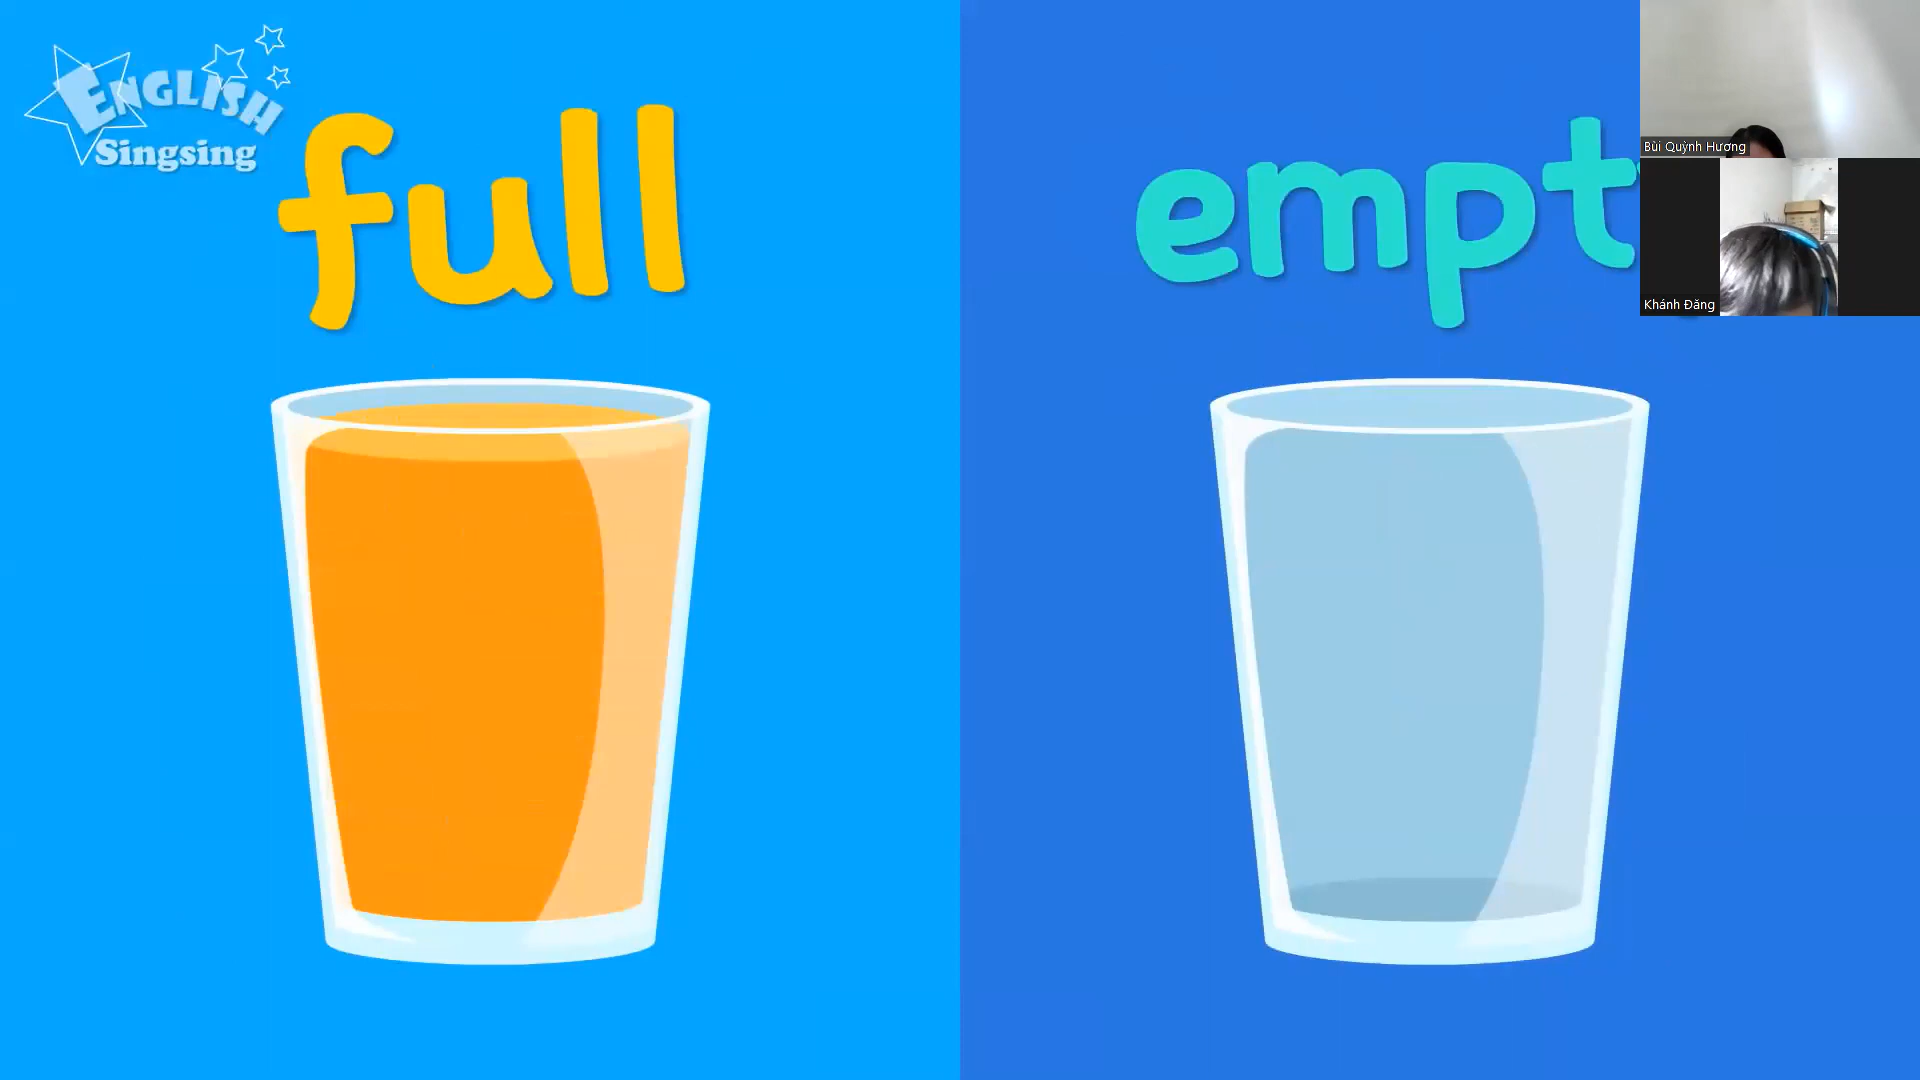 ENGLISH
Singsing
full
empt
Bùi Quỳnh Hương
Khánh Đăng